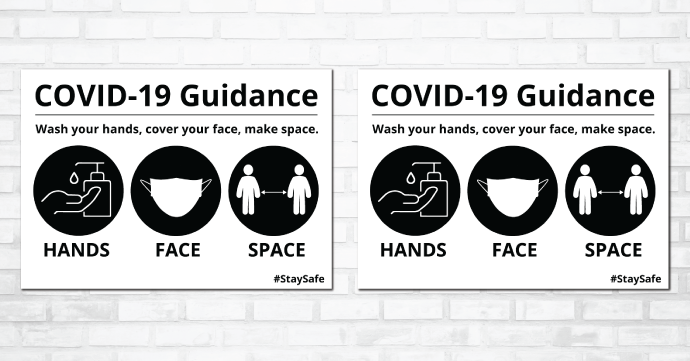 COVID-19 Guidance
Wash your hands, cover your face, make space.
HANDS FACE SPACE
#StaySafe
COVID-19 Guidance
Wash your hands, cover your face, make space.
HANDS FACE SPACE
#StaySafe